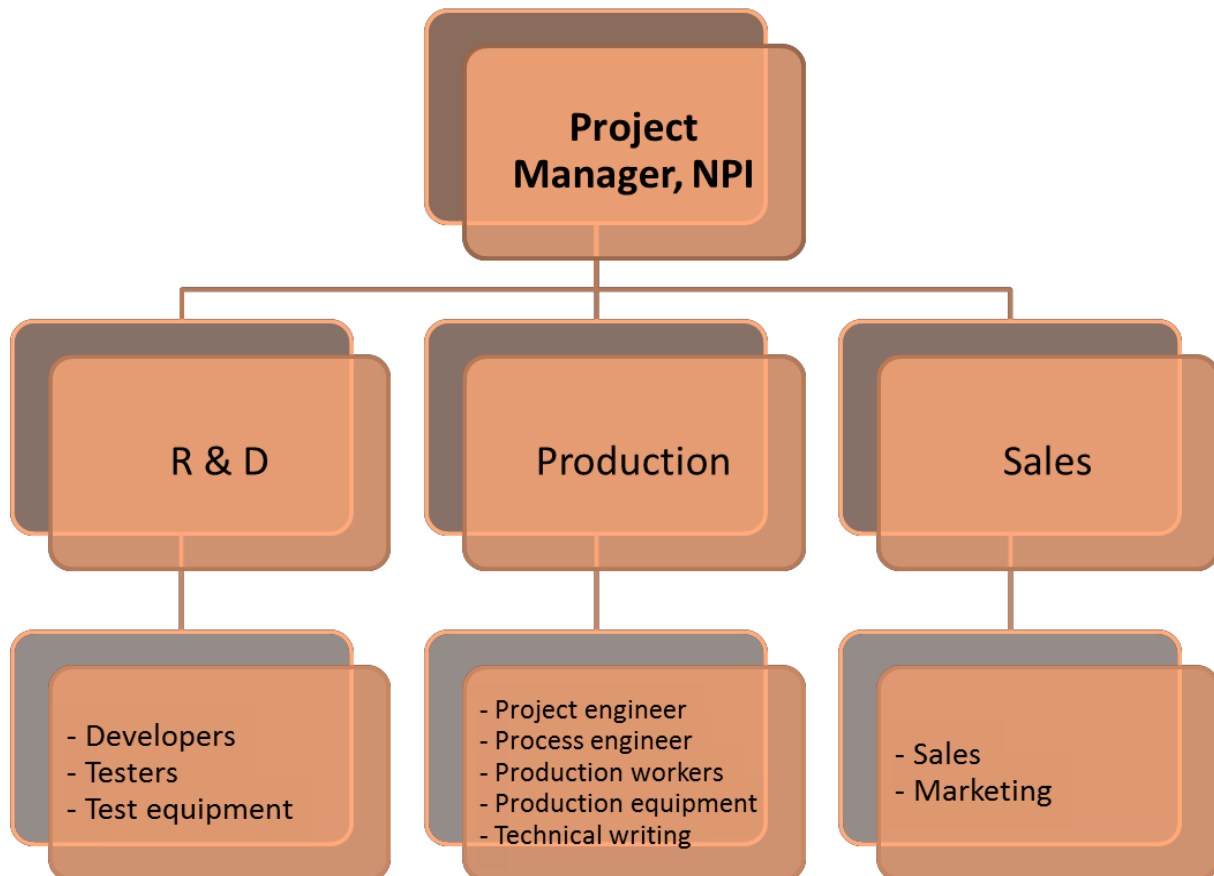 Project
Manager, NPI
R & D
Production
Sales
- Developers
- Testers
- Test equipment
- Project engineer
- Process engineer
- Production workers
- Production equipment
- Technical writing
- Sales
- Marketing